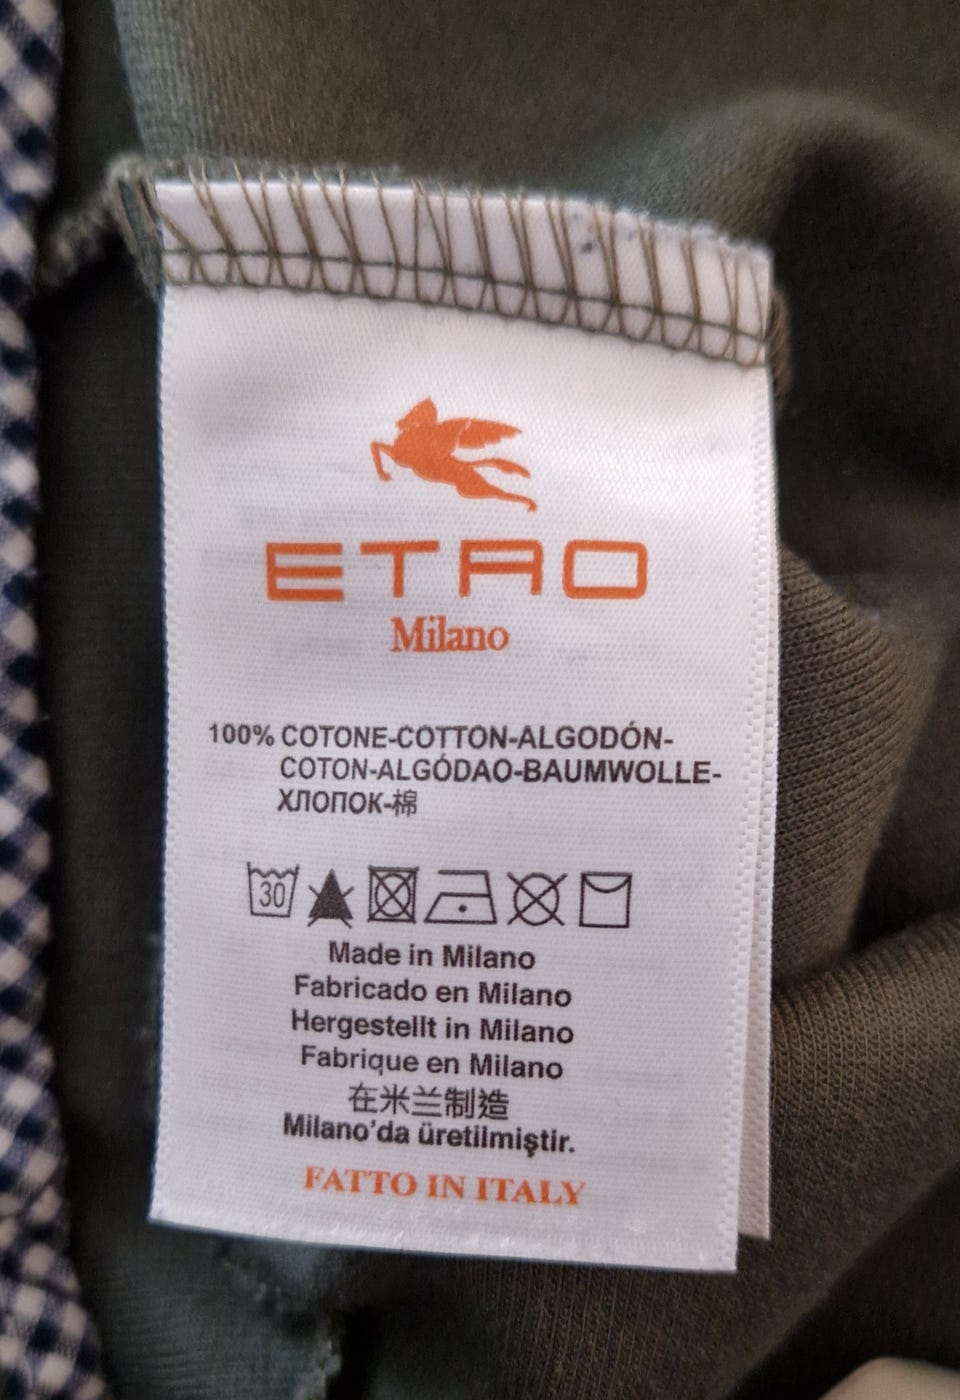 ETRO
Milano
100% COTONE-COTTON-ALGODÓN-
COTON-ALGÓDAO-BAUMWOLLE-
ХЛОПОК-棉
30
Made in Milano
Fabricado en Milano
Hergestellt in Milano
Fabrique en Milano
在米兰制造
Milano'da üretilmiştir.
FATTO IN ITALY